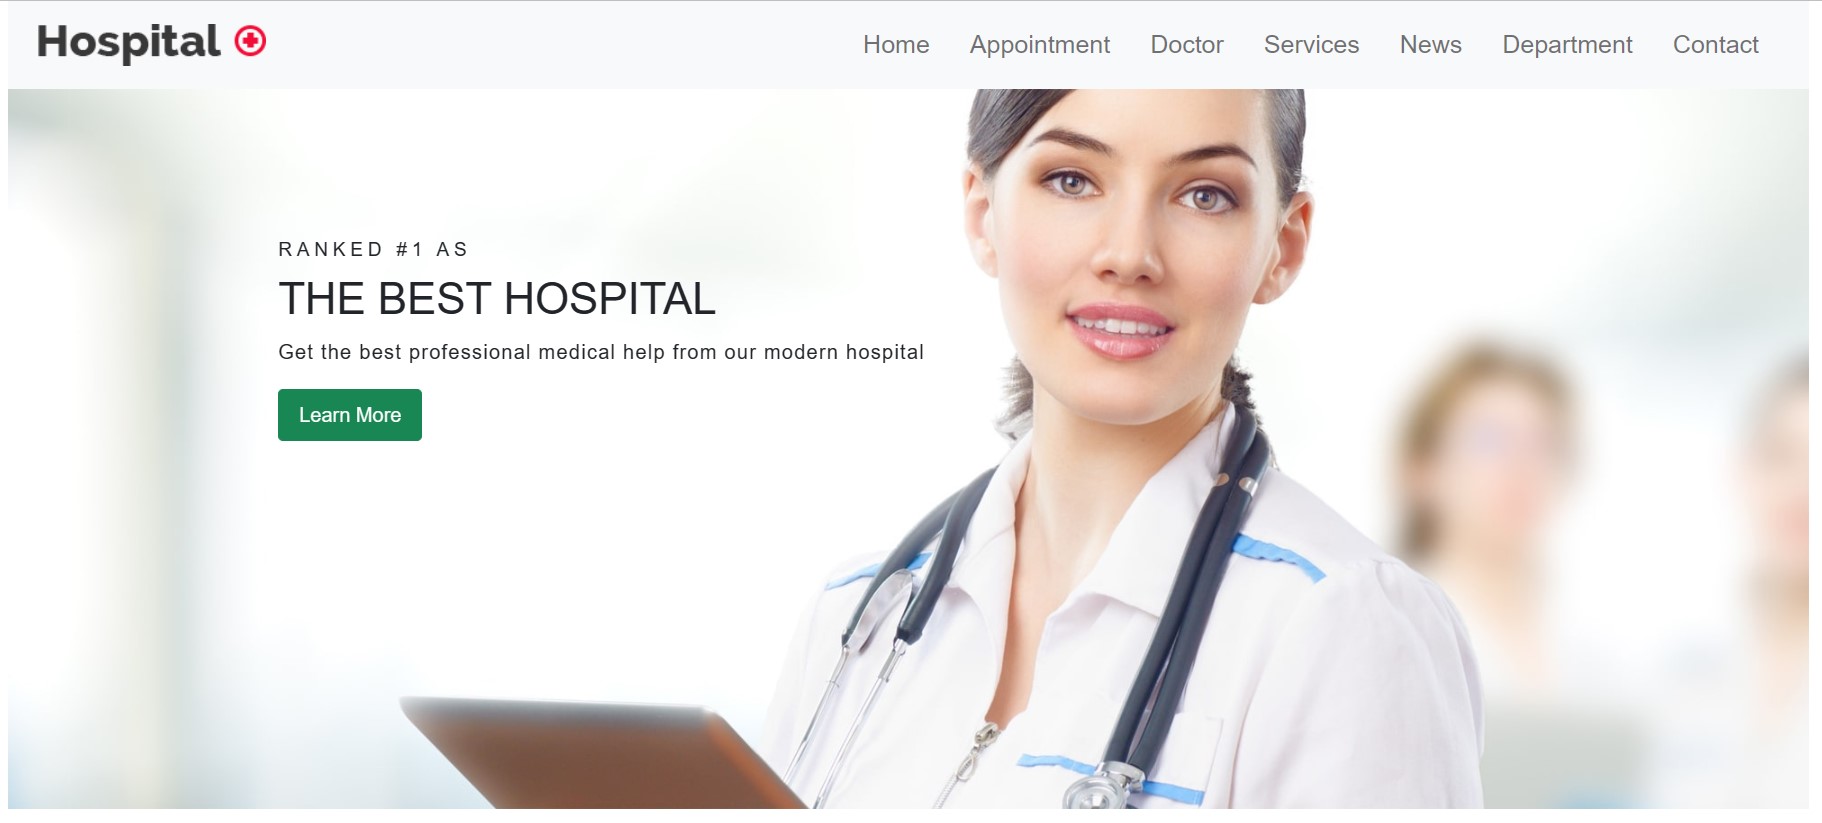 Hospital
Home Appointment Doctor Services News Department Contact
RANKED #1 AS
THE BEST HOSPITAL
Get the best professional medical help from our modern hospital
Learn More